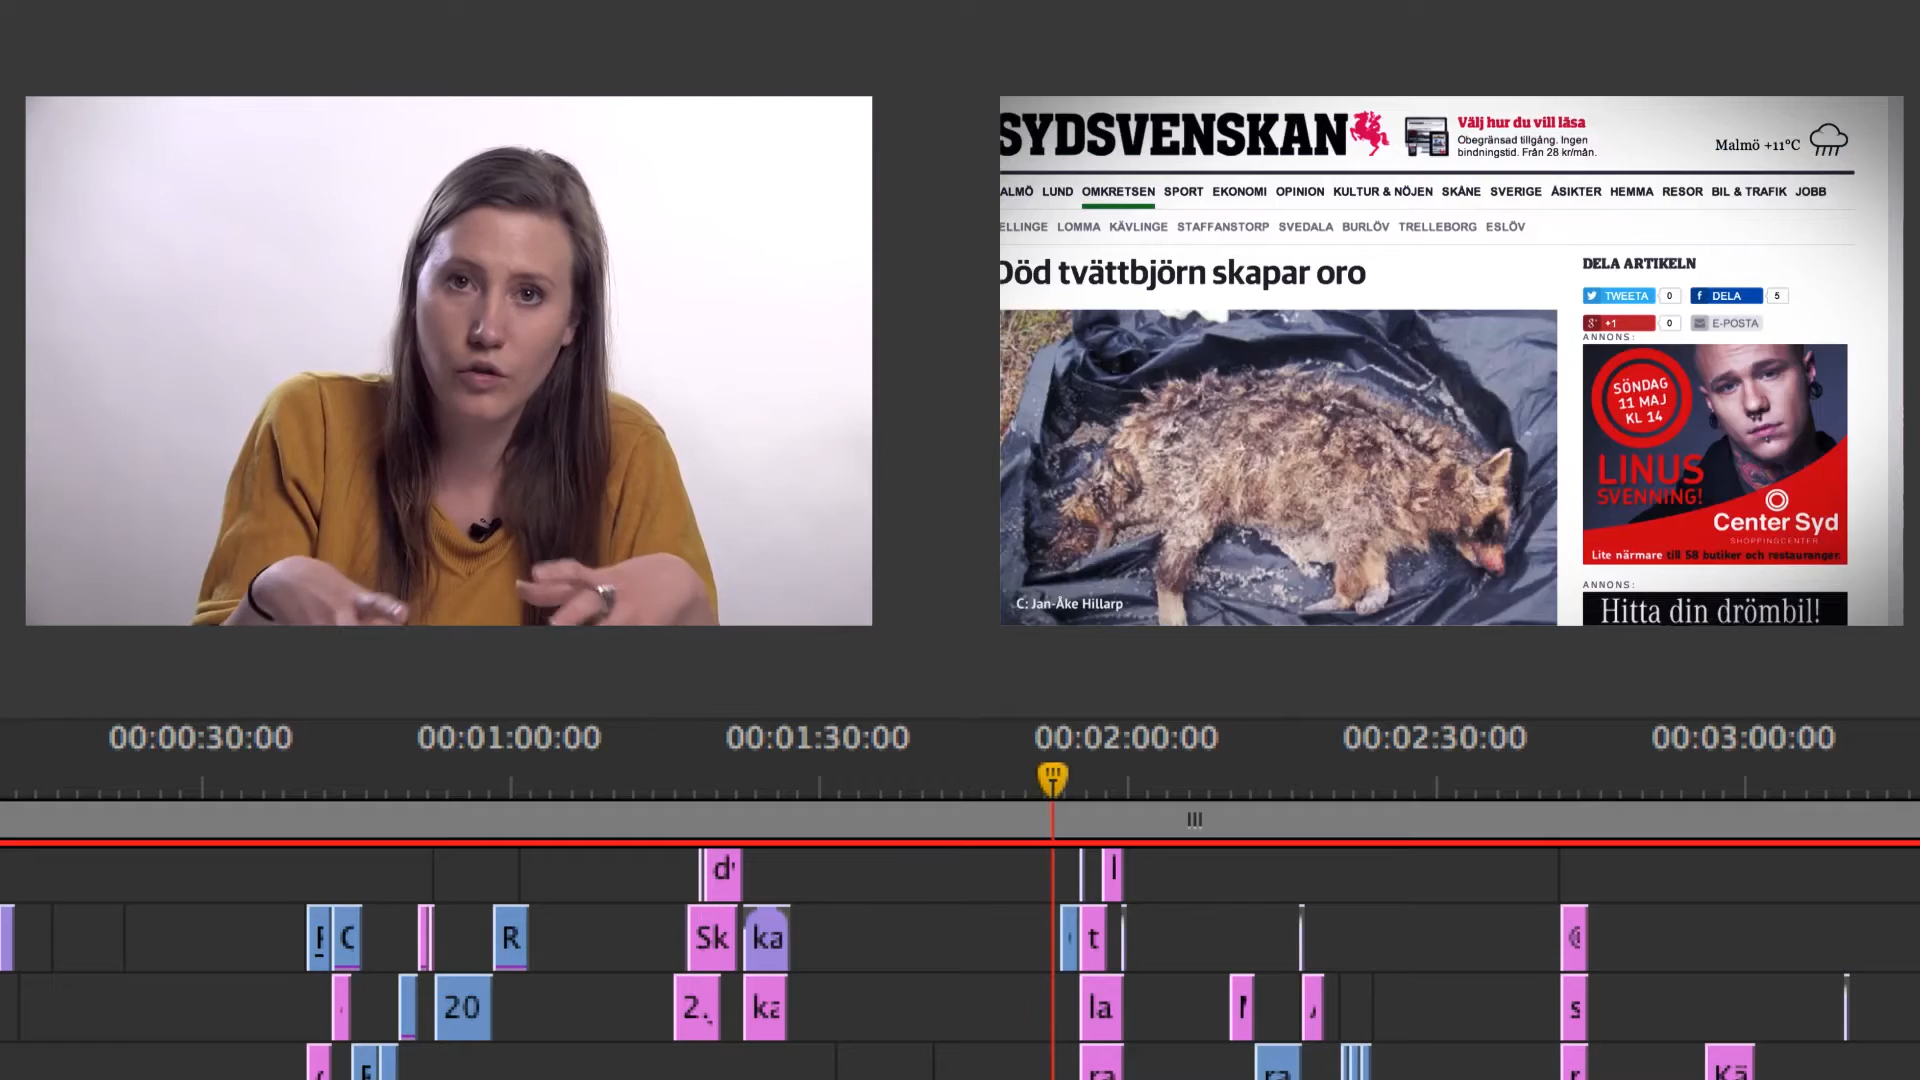 SYDSVENSKAN
Välj hur du vill läsa
Obegränsad tillgång. Ingen
bindningstid. Från 28 kr/mån.
Malmö +11°C
ALMÖ LUND OMKRETSEN SPORT EKONOMI OPINION KULTUR & NÖJEN SKÅNE SVERIGE ÅSIKTER HEMMA RESOR BIL & TRAFIK JOBB
ELLINGE LOMMA KÄVLINGE STAFFANSTORP SVEDALA BURLÖV TRELLEBORG ESLÖV
Död tvättbjörn skapar oro
DELA ARTIKELN
TWEETA 0 DELA 5
+1 0 E-POSTA
ANNONS:
SÖNDAG
11 MAJ
KL 14
LINUS
SVENNING!
Center Syd
SHOPPINGCENTER
Lite närmare till 58 butiker och restauranger.
C: Jan-Åke Hillarp
ANNONS:
Hitta din drömbil!
00:00:30:00 00:01:00:00 00:01:30:00 00:02:00:00 00:02:30:00 00:03:00:00
d l
C R Sk ka t
20 2. ka la s
ra ra Kä